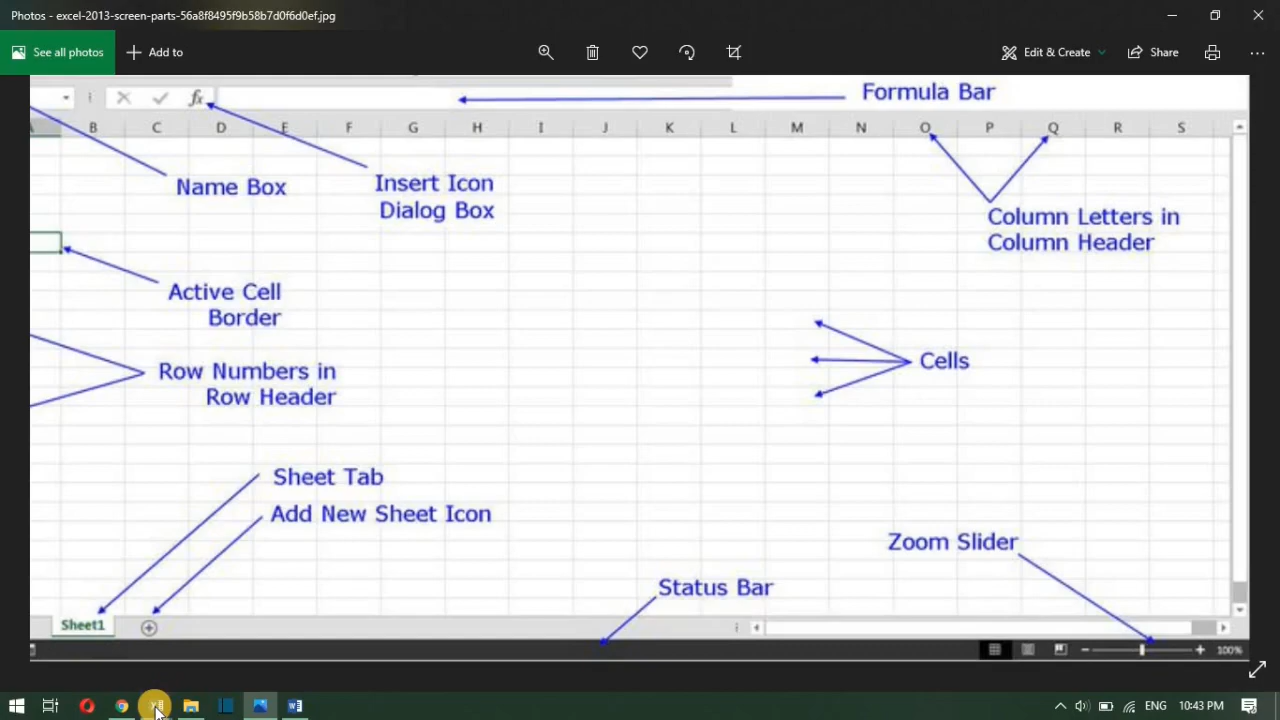 Photos - excel-2013-screen-parts-56a8f8495f9b58b7d0f6d0ef.jpg
See all photos
Add to
Edit & Create
Share
fx
Formula Bar
B C D E F G H I J K L M N O P Q R S
Name Box
Insert Icon
Dialog Box
Column Letters in
Column Header
Active Cell
Border
Row Numbers in
Row Header
Cells
Sheet Tab
Add New Sheet Icon
Zoom Slider
Status Bar
Sheet1
100%
ENG
10:43 PM